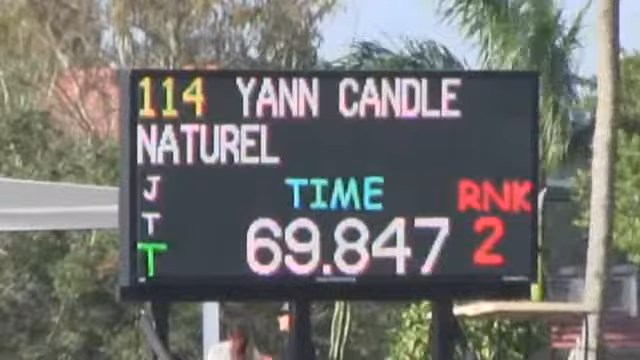 114 YANN CANDLE
NATUREL
J TIME RNK
T 69.847 2
T